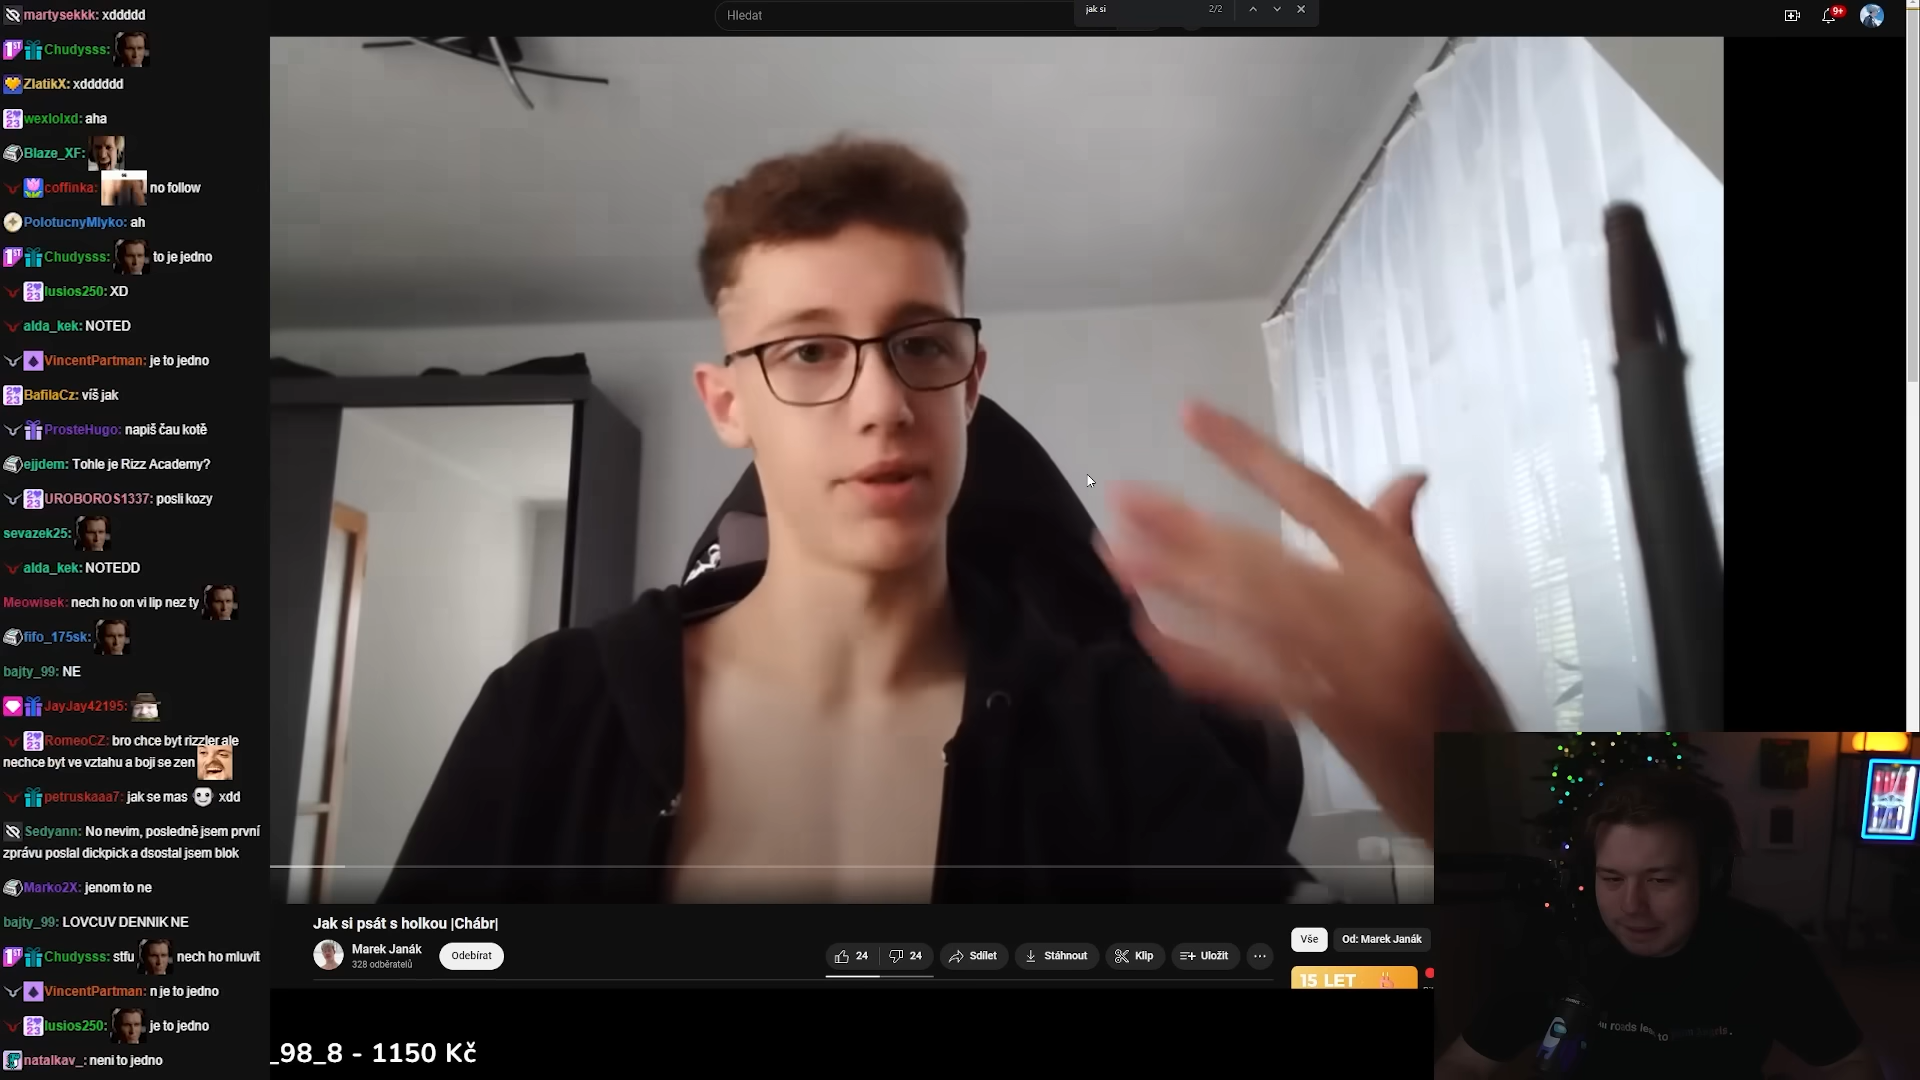 martysekkk: xddddd
Chudysss:
ZlatikX: xdddddd
wexlolxd: aha
Blaze_XF:
coffinka: no follow
PolotucnyMlyko: ah
Chudysss: to je jedno
lusios250: XD
alda_kek: NOTED
VincentPartman: je to jedno
BafilaCz: víš jak
ProsteHugo: napiš čau kotě
ejjdem: Tohle je Rizz Academy?
UROBOROS1337: posli kozy
sevazek25:
alda_kek: NOTEDD
Meowisek: nech ho on vi lip nez ty
fifo_175sk:
bajty_99: NE
JayJay42195:
RomeoCZ: bro chce byt rizzler ale
nechce byt ve vztahu a boji se zen
petruskaaa7: jak se mas xdd
Sedyann: No nevim, posledně jsem první
zprávu poslal dickpick a dsostal jsem blok
Marko2X: jenom to ne
bajty_99: LOVCUV DENNIK NE
Chudysss: stfu nech ho mluvit
VincentPartman: n je to jedno
lusios250: je to jedno
natalkav_: neni to jedno
Hledat
jak si 2/2
9+
Jak si psát s holkou |Chábr|
Marek Janák
328 odběratelů
Odebírat
24
24
Sdílet
Stáhnout
Klip
Uložit
Vše
Od: Marek Janák
15 LET
_98_8 - 1150 Kč